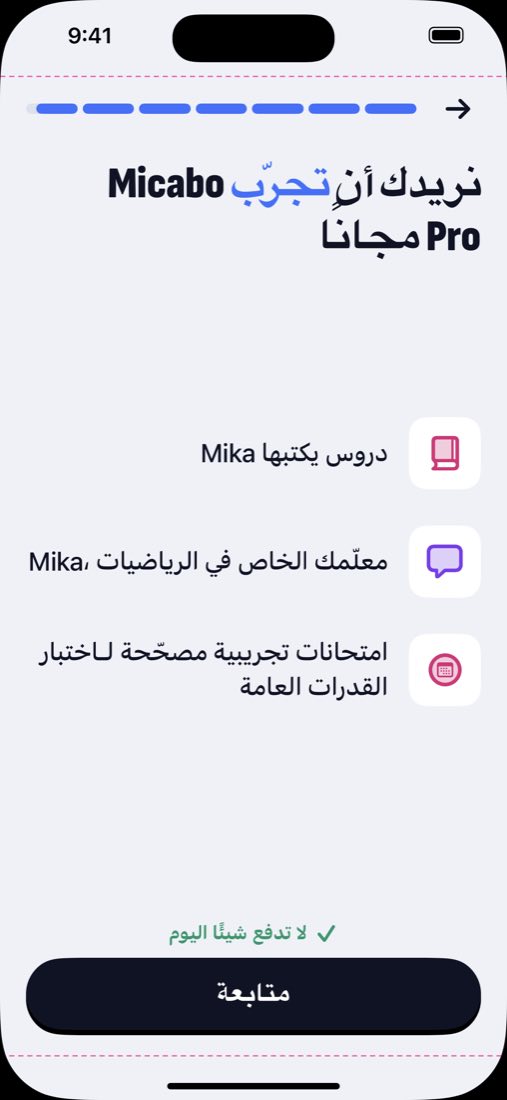 9:41
نريدك أن تجرّب Micabo
Pro مجانًا
دروس يكتبها Mika
معلّمك الخاص في الرياضيات ،Mika
امتحانات تجريبية مصحّحة لـاختبار
القدرات العامة
لا تدفع شيئًا اليوم
متابعة